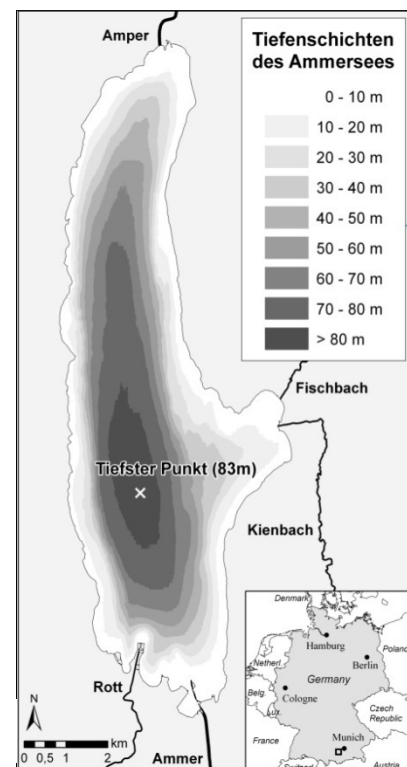 Amper
Tiefenschichten
des Ammersees
0 - 10 m
10 - 20 m
20 - 30 m
30 - 40 m
40 - 50 m
50 - 60 m
60 - 70 m
70 - 80 m
> 80 m
Fischbach
Tiefster Punkt (83m)
Kienbach
Rott
Ammer
N
km
0 0,5 1 2
Denmark
Hamburg
Poland
Netherl.
Berlin
Germany
Belg.
Cologne
Lux.
Czech
Republic
France
Munich
Austria